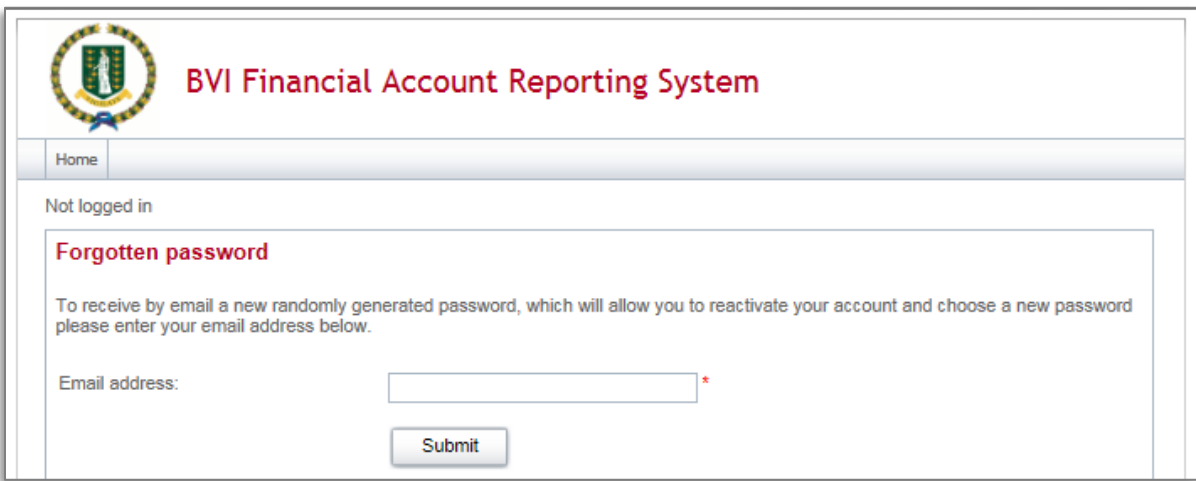 BVI Financial Account Reporting System
Home
Not logged in
Forgotten password
To receive by email a new randomly generated password, which will allow you to reactivate your account and choose a new password
please enter your email address below.
Email address:
*
Submit